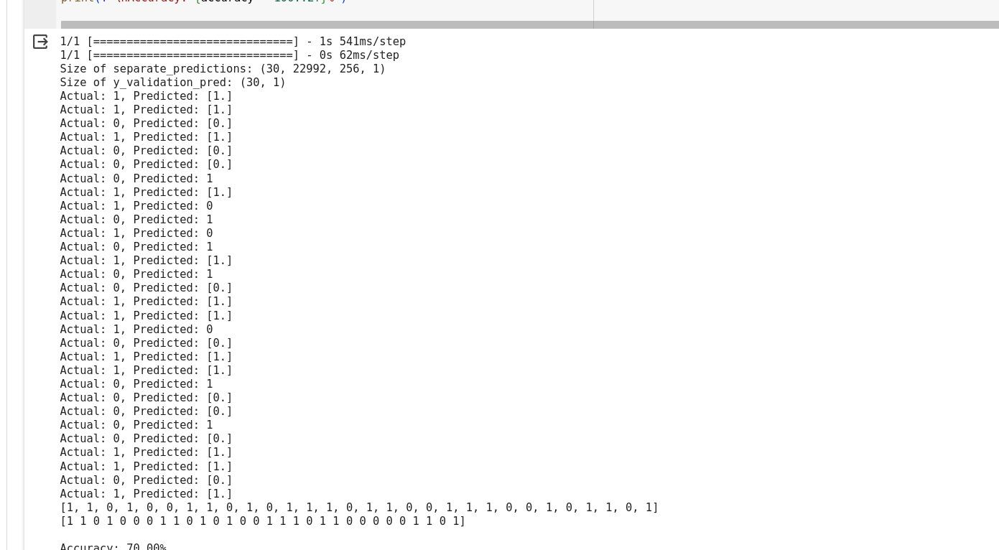 1/1 [==============================] - 1s 541ms/step
1/1 [==============================] - 0s 62ms/step
Size of separate_predictions: (30, 22992, 256, 1)
Size of y_validation_pred: (30, 1)
Actual: 1, Predicted: [1.]
Actual: 1, Predicted: [1.]
Actual: 0, Predicted: [0.]
Actual: 1, Predicted: [1.]
Actual: 0, Predicted: [0.]
Actual: 0, Predicted: [0.]
Actual: 0, Predicted: 1
Actual: 1, Predicted: [1.]
Actual: 1, Predicted: 0
Actual: 0, Predicted: 1
Actual: 1, Predicted: 0
Actual: 0, Predicted: 1
Actual: 1, Predicted: [1.]
Actual: 0, Predicted: 1
Actual: 0, Predicted: [0.]
Actual: 1, Predicted: [1.]
Actual: 1, Predicted: [1.]
Actual: 1, Predicted: 0
Actual: 0, Predicted: [0.]
Actual: 1, Predicted: [1.]
Actual: 1, Predicted: [1.]
Actual: 0, Predicted: 1
Actual: 0, Predicted: [0.]
Actual: 0, Predicted: [0.]
Actual: 0, Predicted: 1
Actual: 0, Predicted: [0.]
Actual: 1, Predicted: [1.]
Actual: 1, Predicted: [1.]
Actual: 0, Predicted: [0.]
Actual: 1, Predicted: [1.]
[1, 1, 0, 1, 0, 0, 1, 1, 0, 1, 0, 1, 1, 1, 0, 1, 1, 0, 0, 1, 1, 1, 0, 0, 1, 0, 1, 1, 0, 1]
[1 1 0 1 0 0 0 1 1 0 1 0 1 0 0 1 1 1 0 1 1 0 0 0 0 0 1 1 0 1]
Accuracy: 70.00%